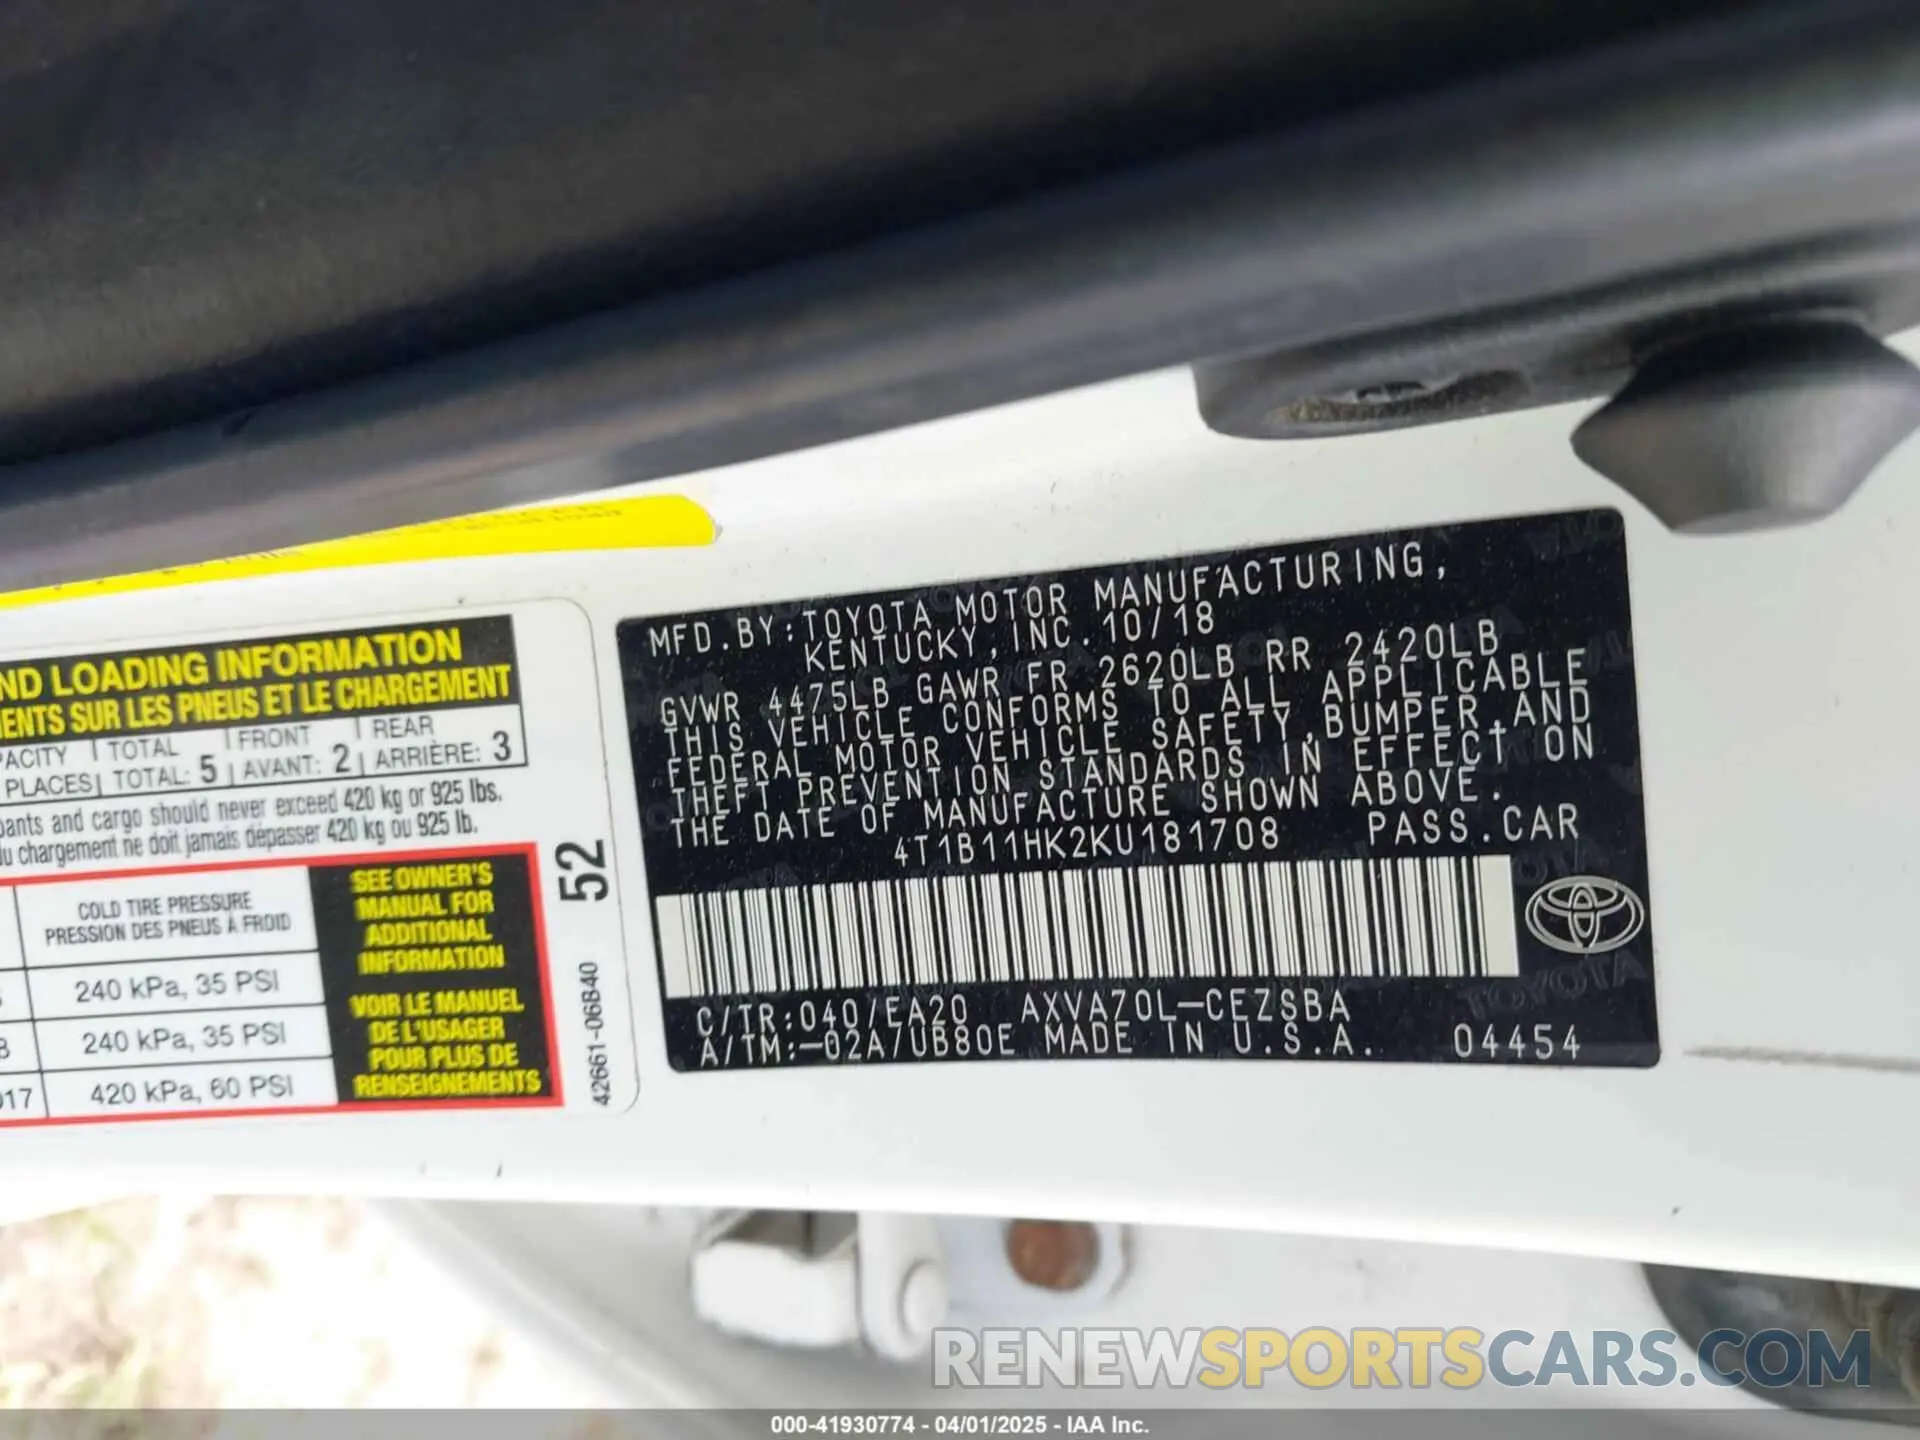 ND LOADING INFORMATION
MENTS SUR LES PNEUS ET LE CHARGEMENT
TOTAL FRONT REAR
PLACES TOTAL: 5 AVANT: 2 ARRIÈRE: 3
and cargo should never exceed 420 kg or 925 lbs.
du chargement ne doit jamais dépasser 420 kg ou 925 lb.
COLD TIRE PRESSURE
PRESSION DES PNEUS À FROID
240 kPa, 35 PSI
240 kPa, 35 PSI
420 kPa, 60 PSI
SEE OWNER'S
MANUAL FOR
ADDITIONAL
INFORMATION
VOIR LE MANUEL
DE L'USAGER
POUR PLUS DE
RENSEIGNEMENTS
52
42661-06B40
MFD.BY:TOYOTA MOTOR MANUFACTURING,
KENTUCKY,INC.10/18
GVWR 4475LB GAWR FR 2620LB RR 2420LB
THIS VEHICLE CONFORMS TO ALL APPLICABLE
FEDERAL MOTOR VEHICLE SAFETY,BUMPER,AND
THEFT PREVENTION STANDARDS IN EFFECT ON
THE DATE OF MANUFACTURE SHOWN ABOVE.
4T1B11HK2KU181708 PASS.CAR
C/TR:040/EA20 AXVA70L-CEZSBA
A/TM:-02A/UB80E MADE IN U.S.A. 04454
RENEWSPORTSCARS.COM
000-41930774 - 04/01/2025 - IAA Inc.